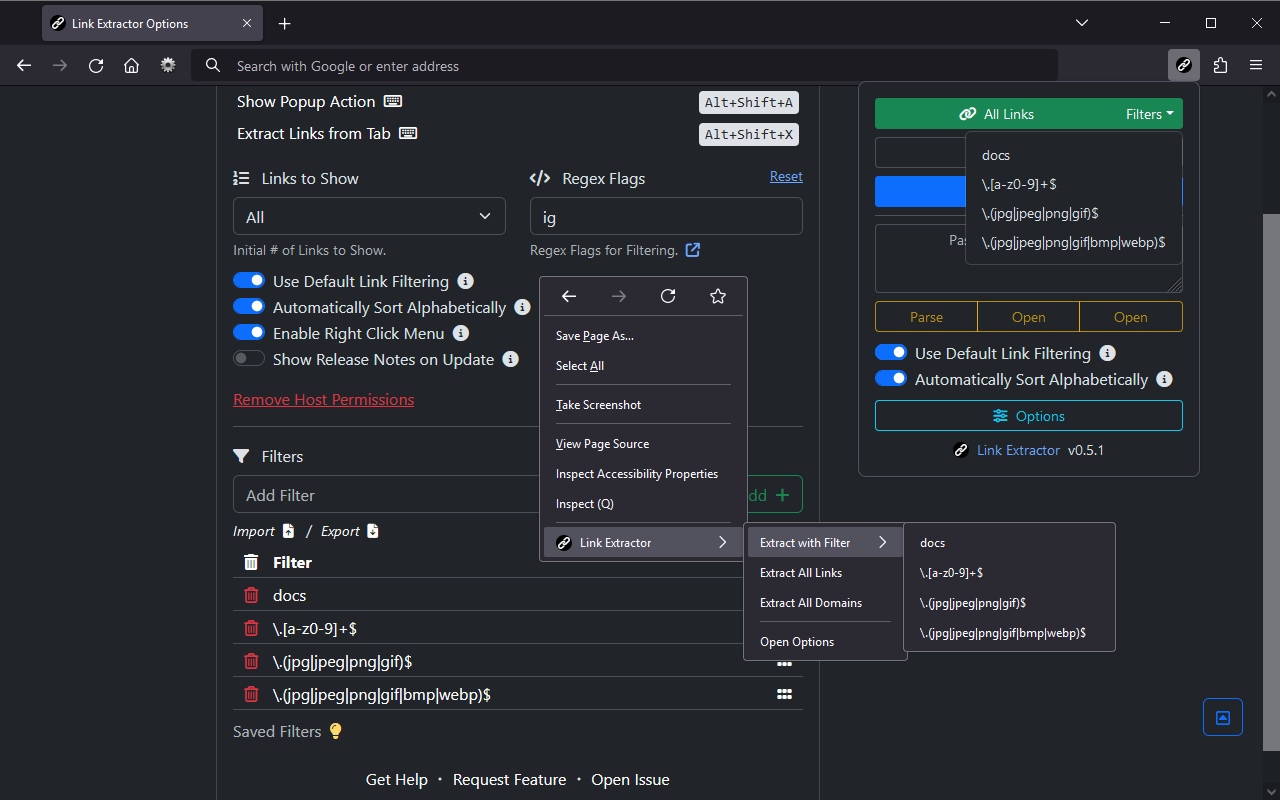 Link Extractor Options
Search with Google or enter address
Show Popup Action
Alt+Shift+A
Extract Links from Tab
Alt+Shift+X
Links to Show
All
Initial # of Links to Show.
Regex Flags
Reset
ig
Regex Flags for Filtering.
Use Default Link Filtering
Automatically Sort Alphabetically
Enable Right Click Menu
Show Release Notes on Update
Remove Host Permissions
Filters
Add Filter
dd
Import / Export
Filter
docs
\.[a-z0-9]+$
\.(jpg|jpeg|png|gif)$
\.(jpg|jpeg|png|gif|bmp|webp)$
Saved Filters
Get Help · Request Feature · Open Issue
Save Page As...
Select All
Take Screenshot
View Page Source
Inspect Accessibility Properties
Inspect (Q)
Link Extractor
Extract with Filter
Extract All Links
Extract All Domains
Open Options
docs
\.[a-z0-9]+$
\.(jpg|jpeg|png|gif)$
\.(jpg|jpeg|png|gif|bmp|webp)$
All Links
Filters
docs
\.[a-z0-9]+$
\.(jpg|jpeg|png|gif)$
\.(jpg|jpeg|png|gif|bmp|webp)$
Pa
Parse
Open
Open
Use Default Link Filtering
Automatically Sort Alphabetically
Options
Link Extractor v0.5.1